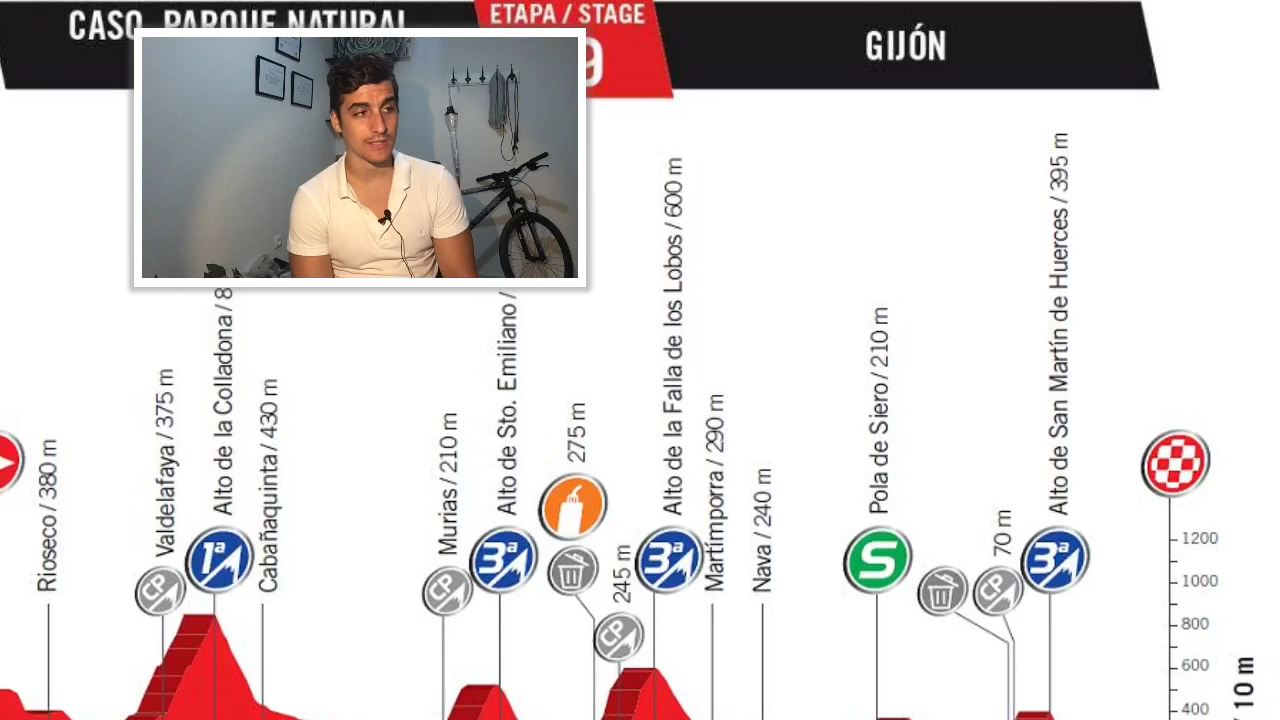 CASO. PARQUE NATURAL
ETAPA / STAGE
9
GIJÓN
Rioseco / 380 m
Valdelafaya / 375 m
Alto de la Colladona / 8
Cabañaquinta / 430 m
Murias / 210 m
Alto de Sto. Emiliano /
275 m
245 m
Alto de la Falla de los Lobos / 600 m
Martimporra / 290 m
Nava / 240 m
Pola de Siero / 210 m
70 m
Alto de San Martín de Huerces / 395 m
CP
1ª
CP
3ª
CP
3ª
S
CP
3ª
1200
1000
800
600
400
/ 10 m